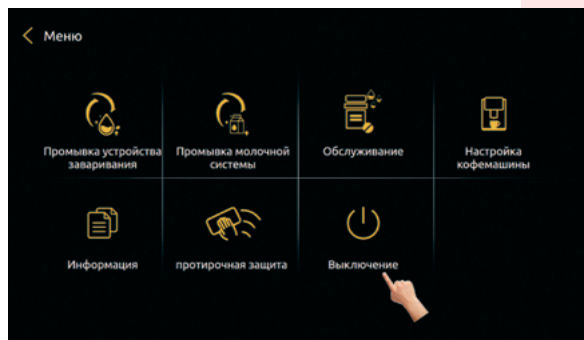 Меню
Промывка устройства
заваривания
Промывка молочной
системы
Обслуживание
Настройка
кофемашины
Информация
протирочная защита
Выключение